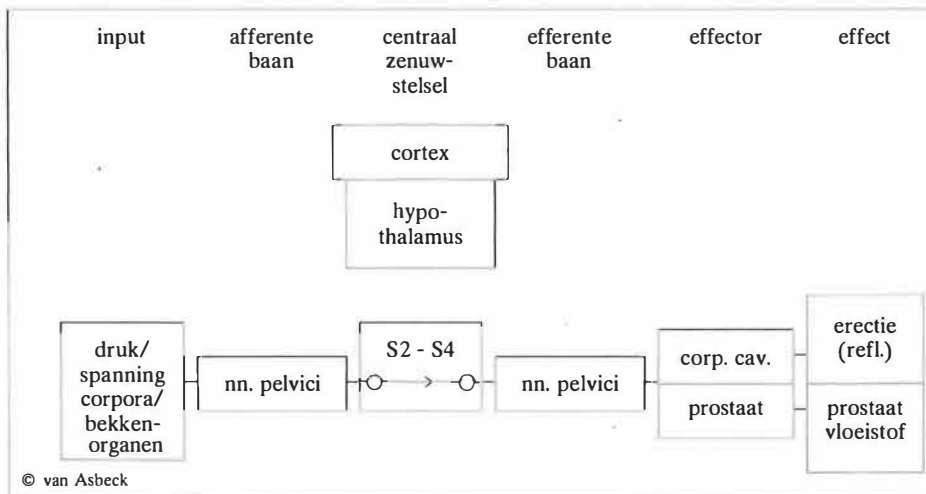 input
afferente
baan
centraal
zenuw-
stelsel
efferente
baan
effector
effect
cortex
hypo-
thalamus
druk/
spanning
corpora/
bekken-
organen
nn. pelvici
S2 - S4
nn. pelvici
corp. cav.
prostaat
erectie
(refl.)
prostaat
vloeistof
© van Asbeck